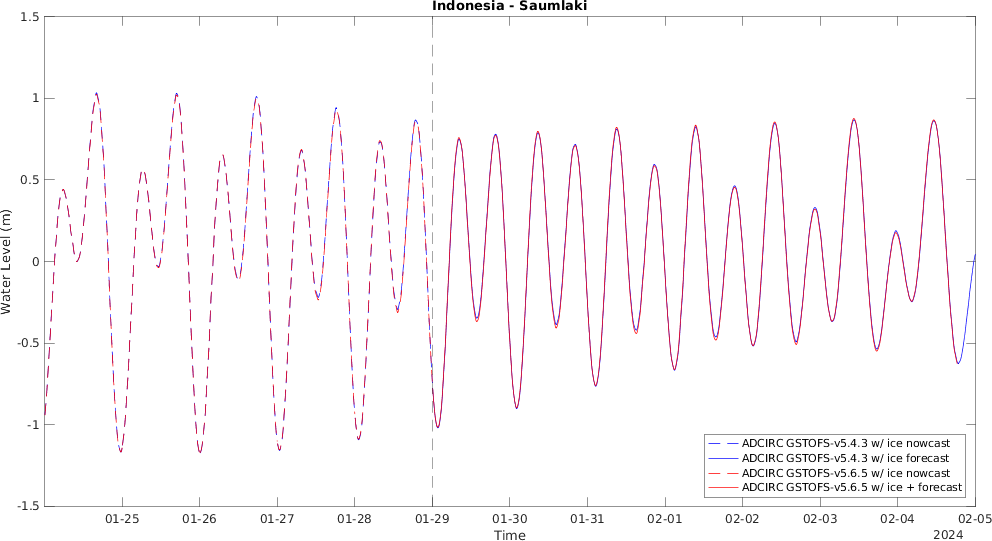 Indonesia - Saumlaki
1.5
1
0.5
0
-0.5
-1
-1.5
Water Level (m)
ADCIRC GSTOFS-v5.4.3 w/ ice nowcast
ADCIRC GSTOFS-v5.4.3 w/ ice forecast
ADCIRC GSTOFS-v5.6.5 w/ ice nowcast
ADCIRC GSTOFS-v5.6.5 w/ ice + forecast
01-25 01-26 01-27 01-28 01-29 01-30 01-31 02-01 02-02 02-03 02-04 02-05
Time
2024